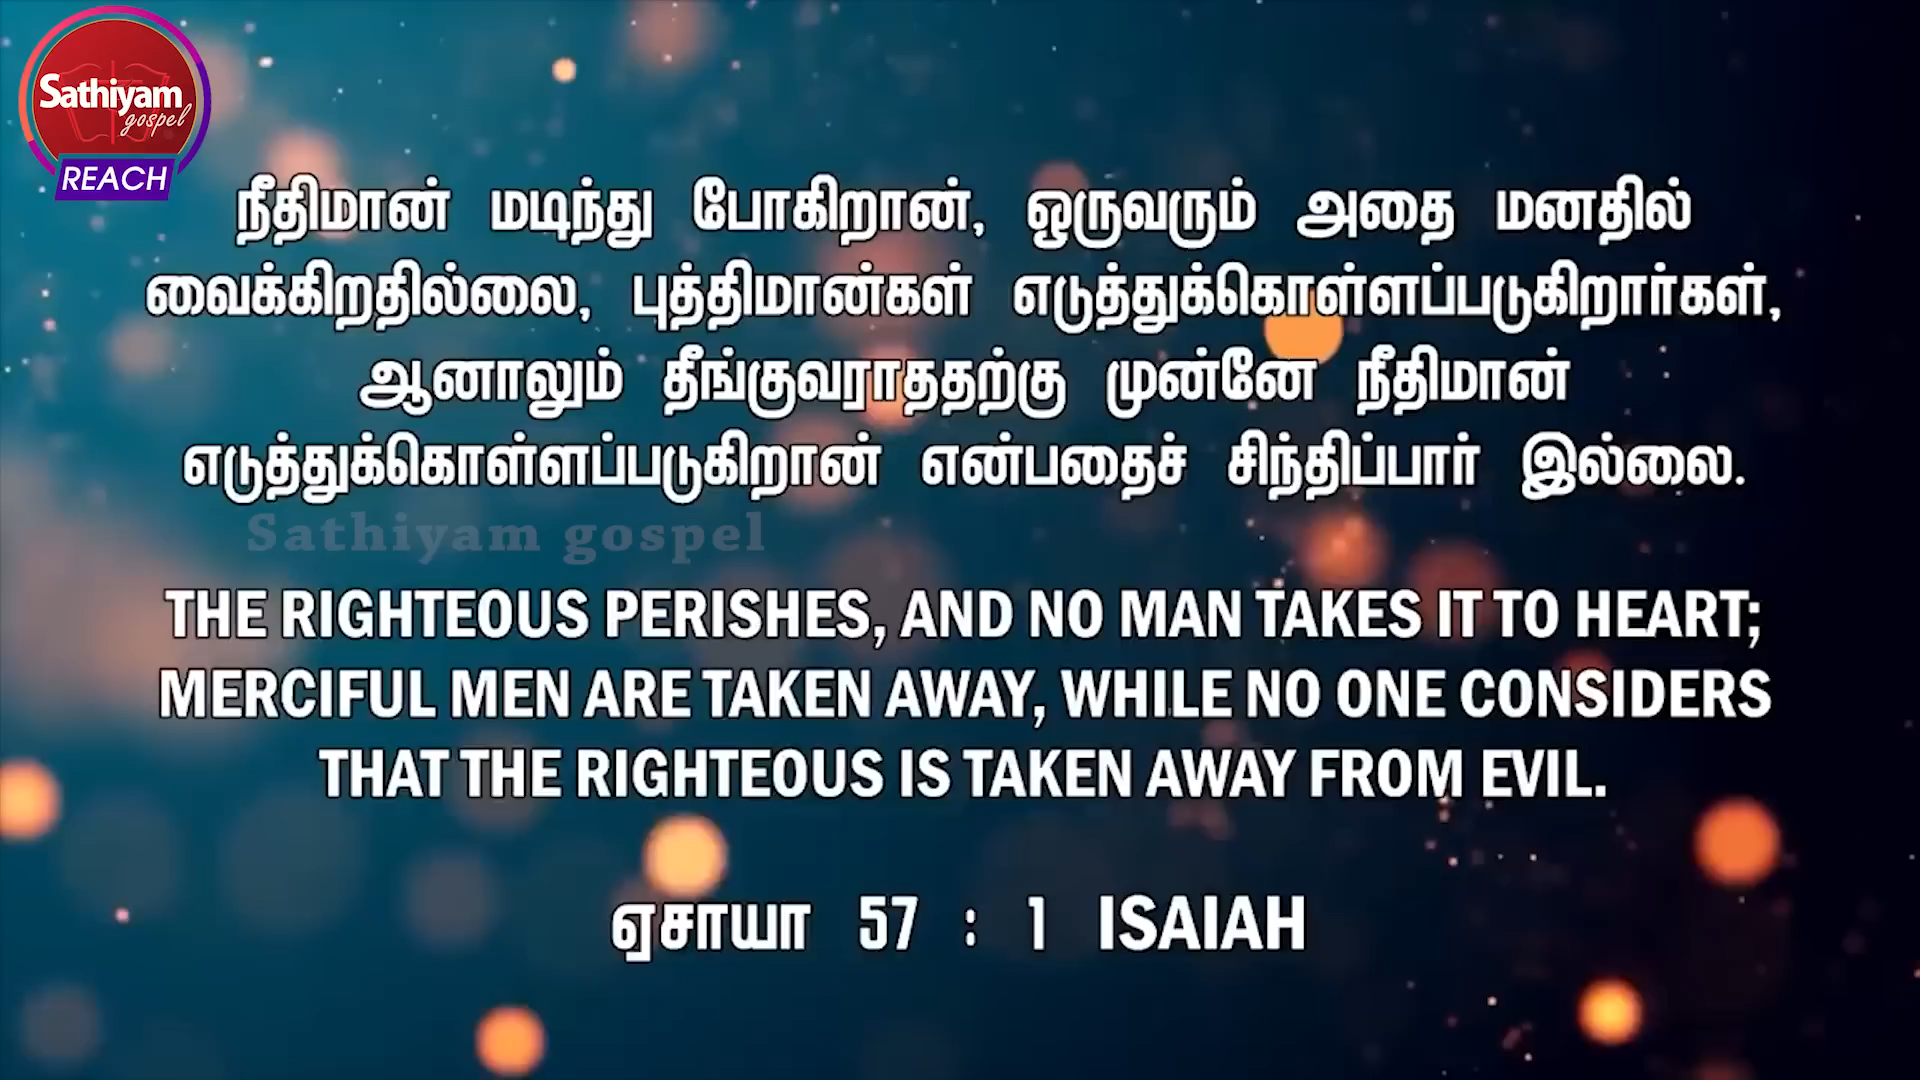 Sathiyam
gospel
REACH
நீதிமான் மடிந்து போகிறான், ஒருவரும் அதை மனதில்
வைக்கிறதில்லை, புத்திமான்கள் எடுத்துக்கொள்ளப்படுகிறார்கள்,
ஆனாலும் தீங்குவராததற்கு முன்னே நீதிமான்
எடுத்துக்கொள்ளப்படுகிறான் என்பதைச் சிந்திப்பார் இல்லை.
Sathiyam gospel
THE RIGHTEOUS PERISHES, AND NO MAN TAKES IT TO HEART;
MERCIFUL MEN ARE TAKEN AWAY, WHILE NO ONE CONSIDERS
THAT THE RIGHTEOUS IS TAKEN AWAY FROM EVIL.
ஏசாயா 57 : 1 ISAIAH